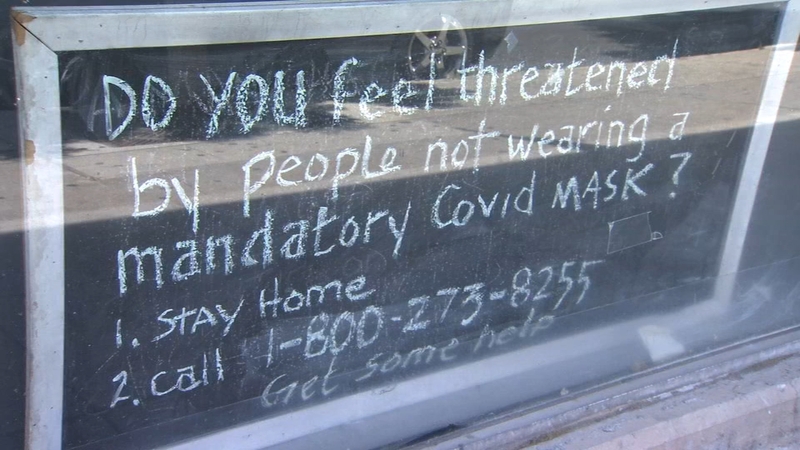 DO YOU feel threatened
by people not wearing a
mandatory Covid MASK ?
1. STAY Home
2. call 1-800-273-8255
Get some help